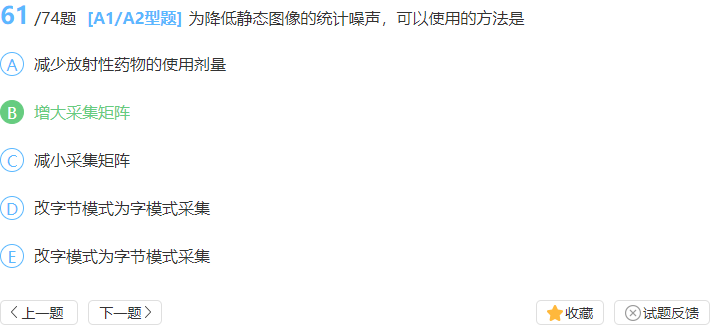 61 /74题 [A1/A2型题] 为降低静态图像的统计噪声，可以使用的方法是
A 减少放射性药物的使用剂量
B 增大采集矩阵
C 减小采集矩阵
D 改字节模式为字模式采集
E 改字模式为字节模式采集
上一题 下一题 收藏 试题反馈